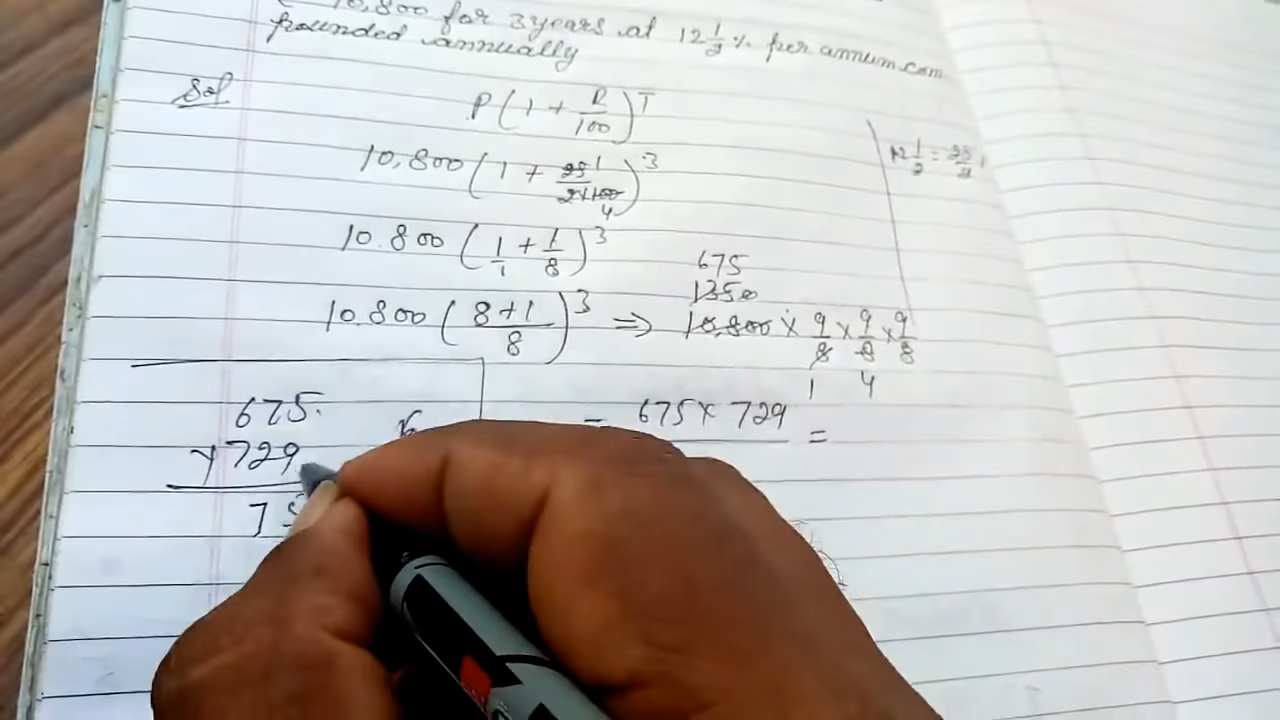 10,800 for 3 years at 12 1/2 % per annum com
pounded annually
Sol
P(1 + R/100)^T
12 1/2 = 25/2
10,800(1 + 25 1/2×100 4)^3
10.800 (1/1 + 1/8)^3
675
1350
10.800 (8+1/8)^3 ⇒ 10,800 × 9/8 × 9/8 × 9/8
1 4
675
×729
= 675 × 729 =
75